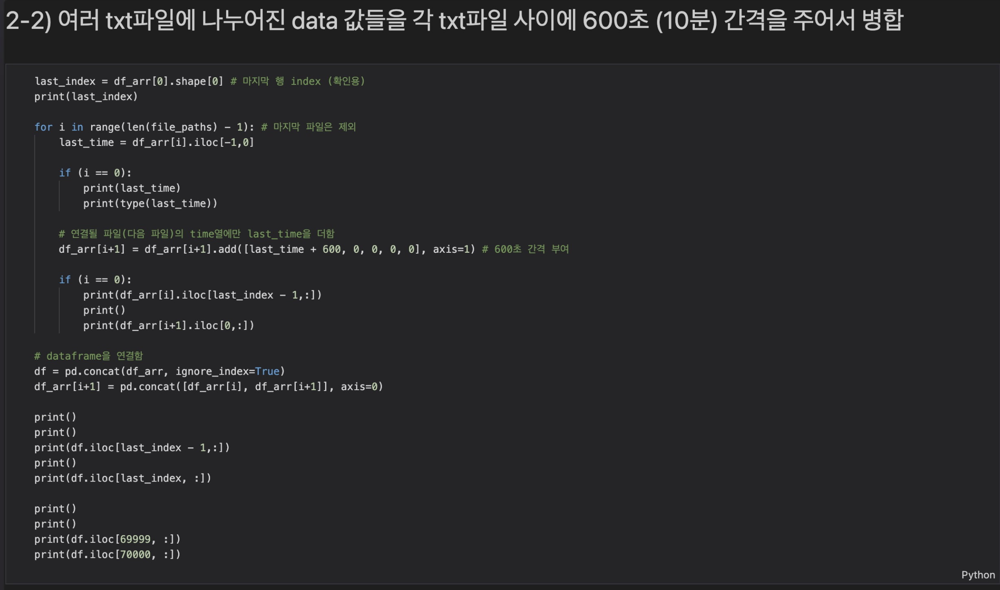 2-2) 여러 txt파일에 나누어진 data 값들을 각 txt파일 사이에 600초 (10분) 간격을 주어서 병합
last_index = df_arr[0].shape[0] # 마지막 행 index (확인용)
print(last_index)
for i in range(len(file_paths) - 1): # 마지막 파일은 제외
    last_time = df_arr[i].iloc[-1,0]
    if (i == 0):
        print(last_time)
        print(type(last_time))
    # 연결될 파일(다음 파일)의 time열에만 last_time을 더함
    df_arr[i+1] = df_arr[i+1].add([last_time + 600, 0, 0, 0, 0], axis=1) # 600초 간격 부여
    if (i == 0):
        print(df_arr[i].iloc[last_index - 1,:])
        print()
        print(df_arr[i+1].iloc[0,:])
# dataframe을 연결함
df = pd.concat(df_arr, ignore_index=True)
df_arr[i+1] = pd.concat([df_arr[i], df_arr[i+1]], axis=0)
print()
print()
print(df.iloc[last_index - 1,:])
print()
print(df.iloc[last_index, :])
print()
print()
print(df.iloc[69999, :])
print(df.iloc[70000, :])
Python